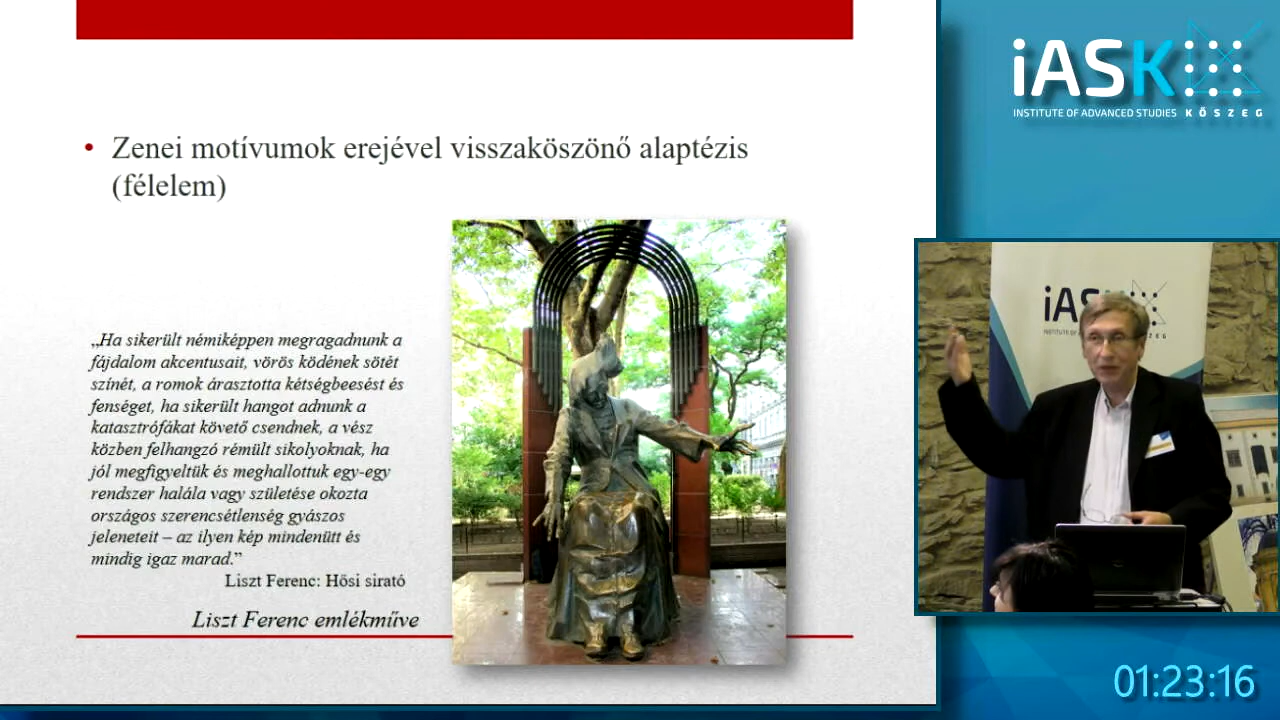 • Zenei motívumok erejével visszaköszönő alaptézis
(félelem)
„Ha sikerült némiképpen megragadnunk a
fájdalom akcentusait, vörös ködének sötét
színét, a romok árasztotta kétségbeesést és
fenséget, ha sikerült hangot adnunk a
katasztrófákat követő csendnek, a vész
közben felhangzó rémült sikolyoknak, ha
jól megfigyeltük és meghallottuk egy-egy
rendszer halála vagy születése okozta
országos szerencsétlenség gyászos
jeleneteit – az ilyen kép mindenütt és
mindig igaz marad.”
Liszt Ferenc: Hősi sirató
Liszt Ferenc emlékműve
iASK
INSTITUTE OF ADVANCED STUDIES KŐSZEG
iAS
01:23:16